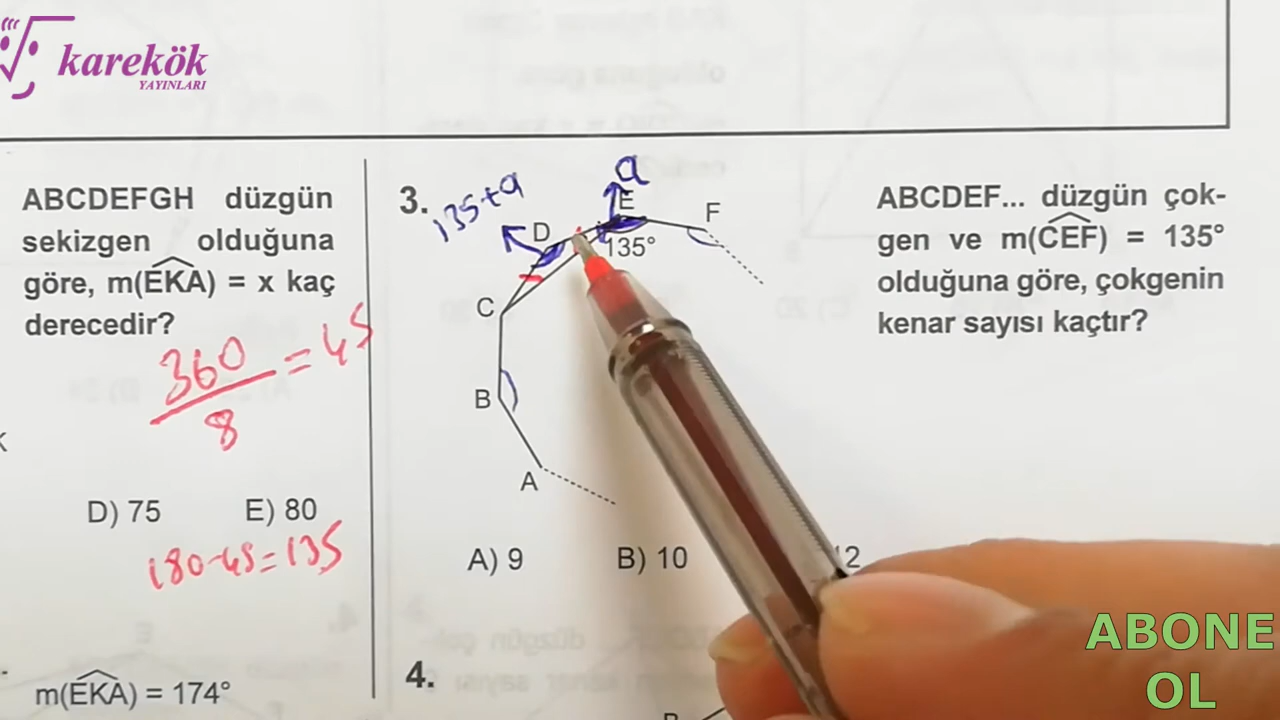 karekök
YAYINLARI
ABCDEFGH düzgün
sekizgen olduğuna
göre, m(EKA) = x kaç
derecedir?
360
8
= 45
D) 75 E) 80
180-45=135
m(EKA) = 174°
3.
135+a
a
D
E
F
135°
C
B
A
ABCDEF... düzgün çok-
gen ve m(CEF) = 135°
olduğuna göre, çokgenin
kenar sayısı kaçtır?
A) 9 B) 10 12
4.
ABONE
OL